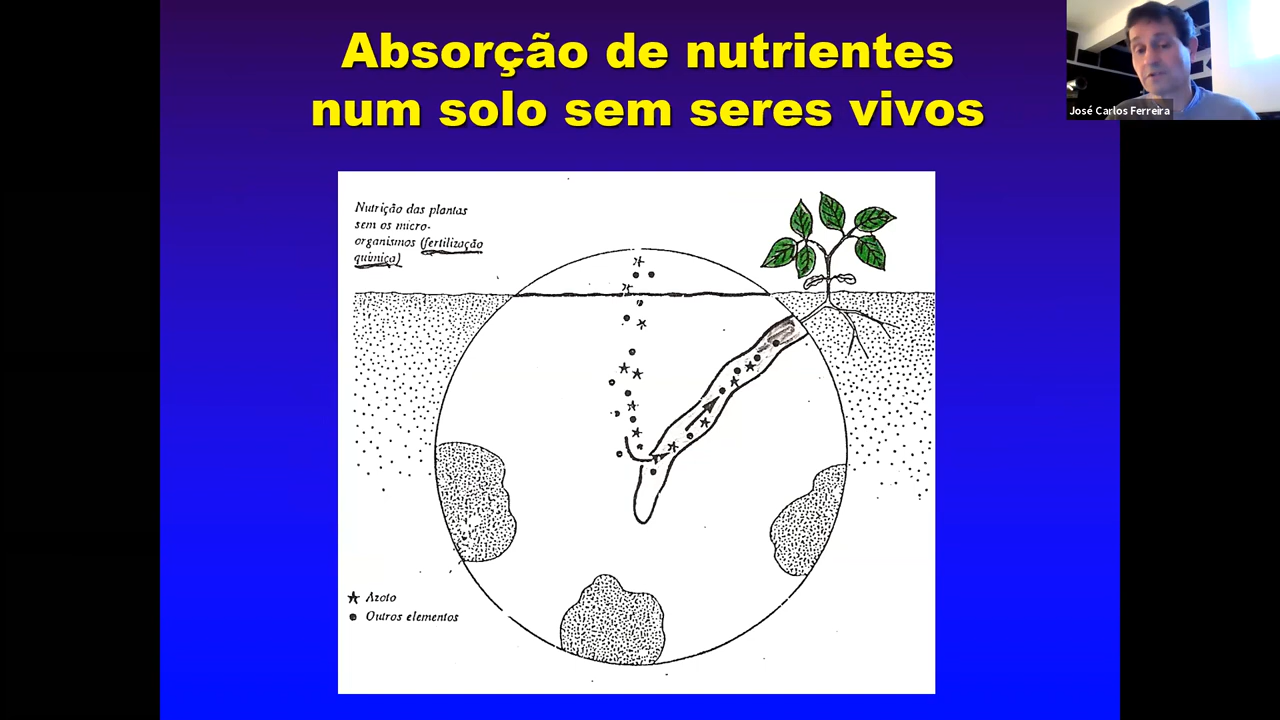 Absorção de nutrientes
num solo sem seres vivos
José Carlos Ferreira
Nutrição das plantas
sem os micro-
organismos (fertilização
química)
Azoto
Outros elementos